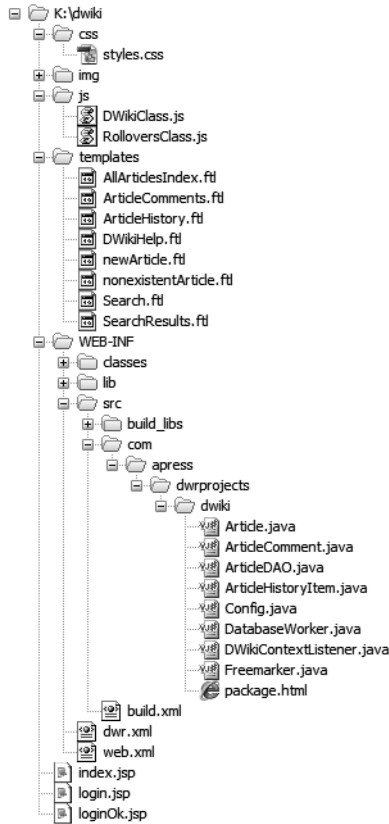 K:\dwiki
css
styles.css
img
js
DWikiClass.js
RolloversClass.js
templates
AllArticlesIndex.ftl
ArticleComments.ftl
ArticleHistory.ftl
DWikiHelp.ftl
newArticle.ftl
nonexistentArticle.ftl
Search.ftl
SearchResults.ftl
WEB-INF
classes
lib
src
build_libs
com
apress
dwrprojects
dwiki
Article.java
ArticleComment.java
ArticleDAO.java
ArticleHistoryItem.java
Config.java
DatabaseWorker.java
DWikiContextListener.java
Freemarker.java
package.html
build.xml
dwr.xml
web.xml
index.jsp
login.jsp
loginOk.jsp